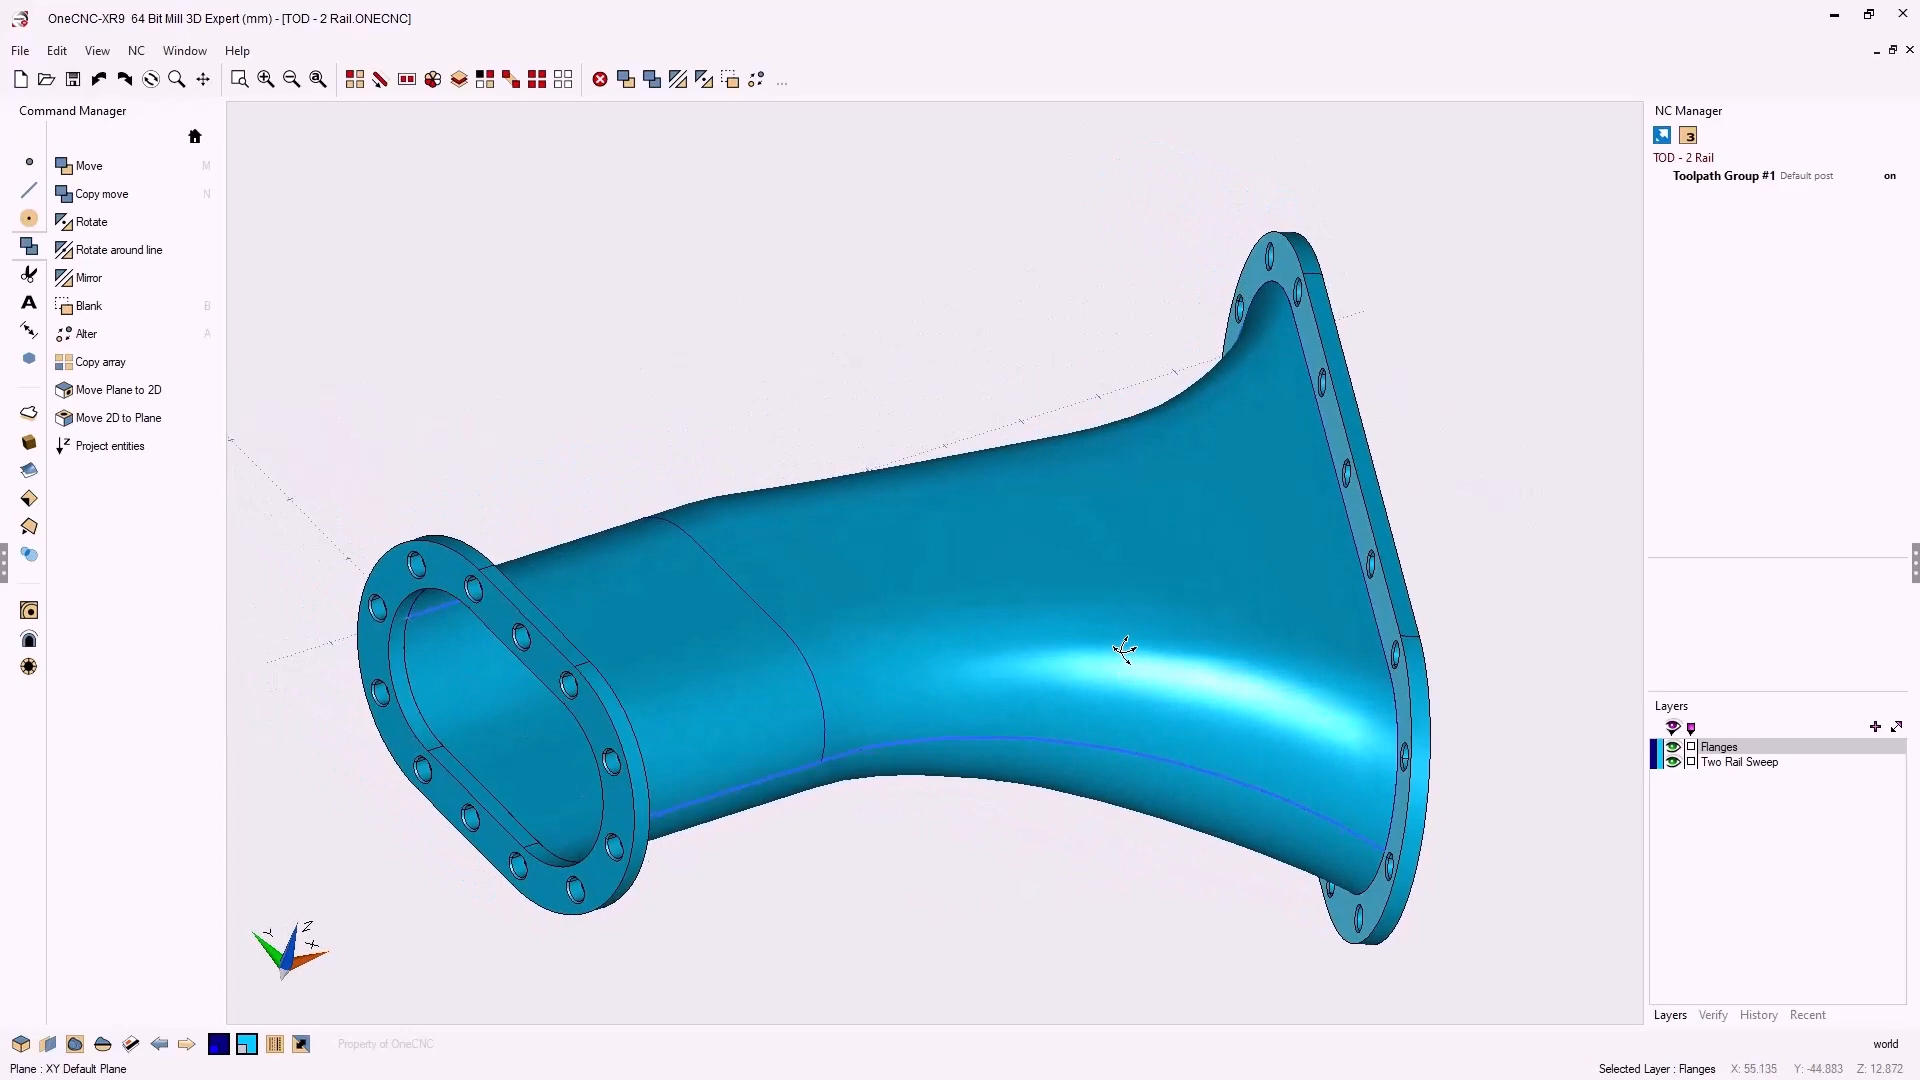 OneCNC-XR9  64 Bit Mill 3D Expert (mm) - [TOD - 2 Rail.ONECNC]
File Edit View NC Window Help
Command Manager
Move M
Copy move N
Rotate
Rotate around line
Mirror
Blank B
Alter A
Copy array
Move Plane to 2D
Move 2D to Plane
Project entities
A
NC Manager
3
TOD - 2 Rail
Toolpath Group #1 Default post on
Layers
Flanges
Two Rail Sweep
Layers Verify History Recent
Y Z X
Property of OneCNC
world
Plane : XY Default Plane
Selected Layer : Flanges X: 55.135 Y: -44.883 Z: 12.872